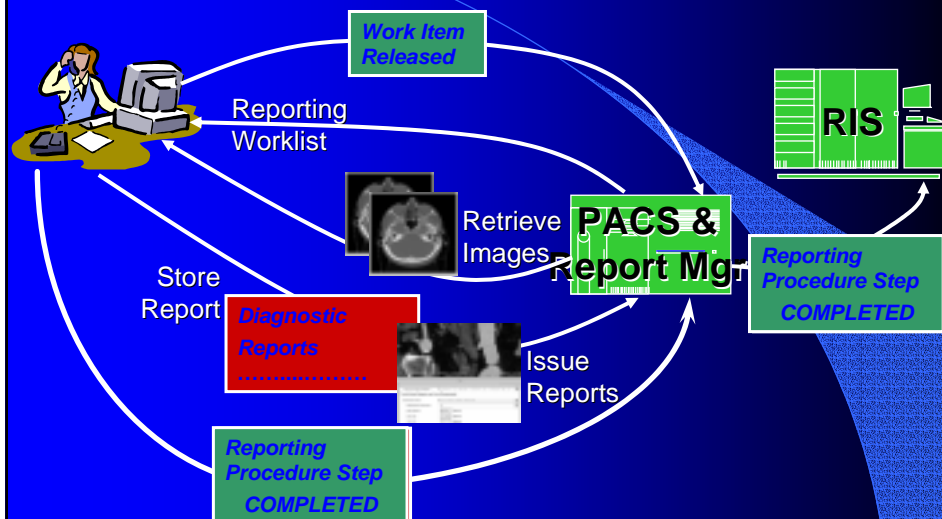 Work Item
Released
RIS
Reporting
Worklist
Retrieve
Images
PACS &
Report Mgr
Reporting
Procedure Step
COMPLETED
Store
Report
Diagnostic
Reports
Issue
Reports
Reporting
Procedure Step
COMPLETED